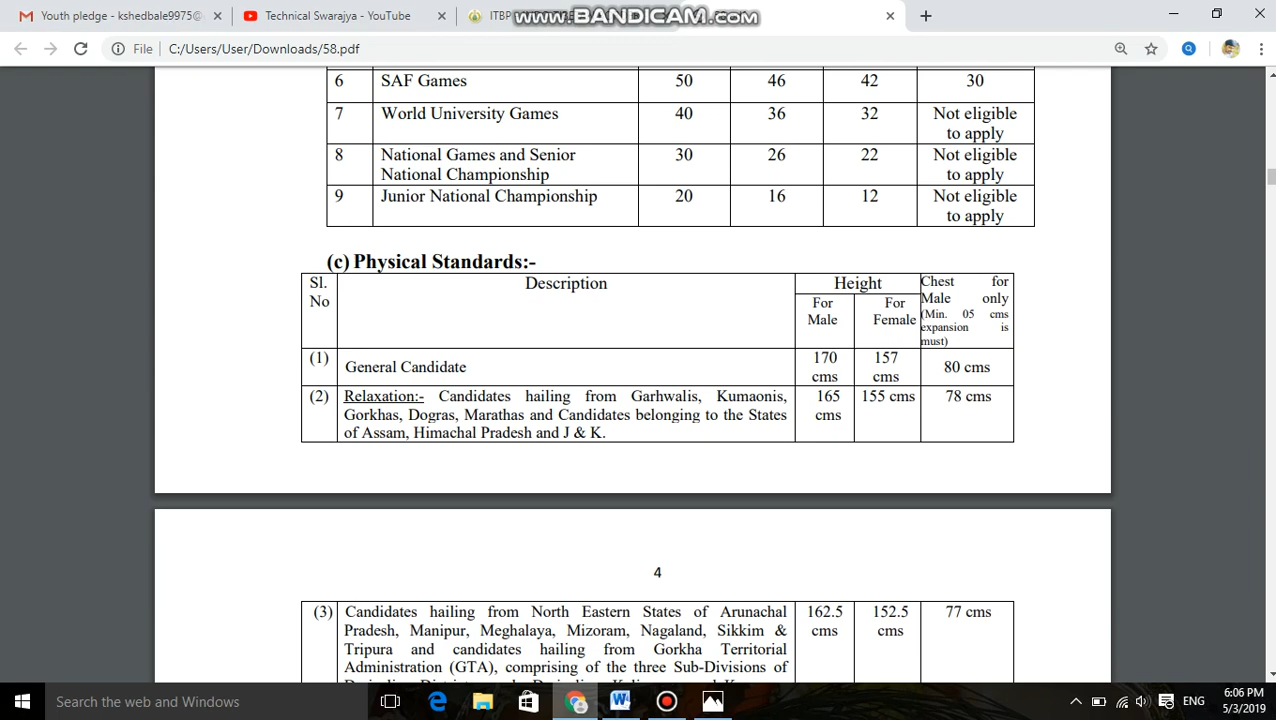 Youth pledge - kshedbale9975@
Technical Swarajya - YouTube
ITBP
www.BANDICAM.com
File C:/Users/User/Downloads/58.pdf
6 SAF Games 50 46 42 30
7 World University Games 40 36 32 Not eligible
to apply
8 National Games and Senior 30 26 22 Not eligible
National Championship to apply
9 Junior National Championship 20 16 12 Not eligible
to apply
(c) Physical Standards:-
Sl. Description Height Chest for
No For For Male only
Male Female (Min. 05 cms
expansion is
must)
(1) General Candidate 170 157 80 cms
cms cms
(2) Relaxation:- Candidates hailing from Garhwalis, Kumaonis, 165 155 cms 78 cms
Gorkhas, Dogras, Marathas and Candidates belonging to the States cms
of Assam, Himachal Pradesh and J & K.
4
(3) Candidates hailing from North Eastern States of Arunachal 162.5 152.5 77 cms
Pradesh, Manipur, Meghalaya, Mizoram, Nagaland, Sikkim & cms cms
Tripura and candidates hailing from Gorkha Territorial
Administration (GTA), comprising of the three Sub-Divisions of
Search the web and Windows
ENG
6:06 PM
5/3/2019